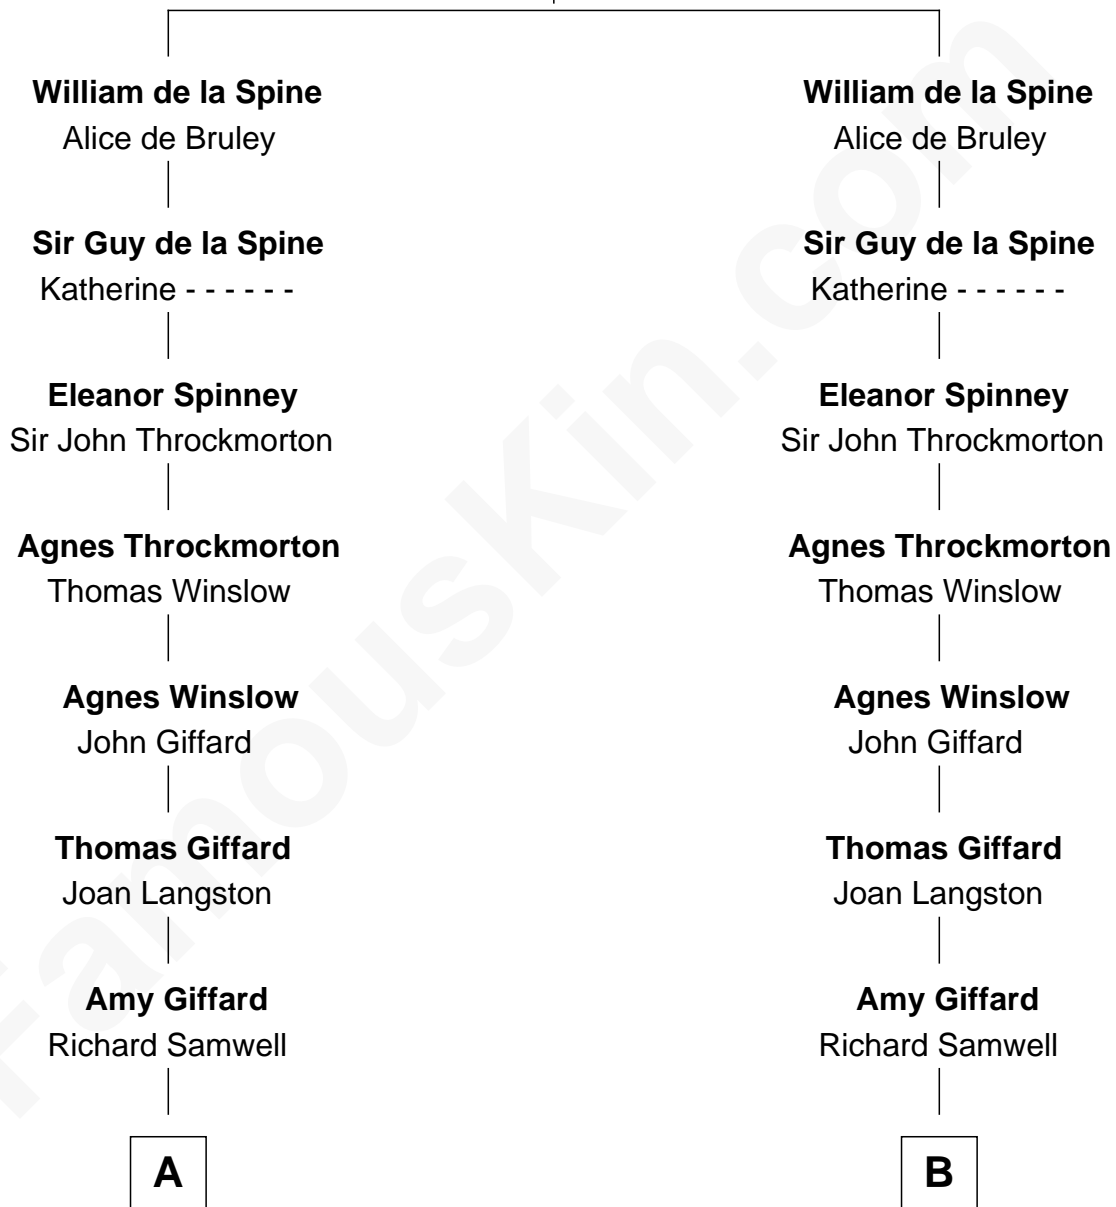 William de la Spine
Alice de Bruley
Sir Guy de la Spine
Katherine - - - - - -
Eleanor Spinney
Sir John Throckmorton
Agnes Throckmorton
Thomas Winslow
Agnes Winslow
John Giffard
Thomas Giffard
Joan Langston
Amy Giffard
Richard Samwell
A
William de la Spine
Alice de Bruley
Sir Guy de la Spine
Katherine - - - - - -
Eleanor Spinney
Sir John Throckmorton
Agnes Throckmorton
Thomas Winslow
Agnes Winslow
John Giffard
Thomas Giffard
Joan Langston
Amy Giffard
Richard Samwell
B
FamousKin.com